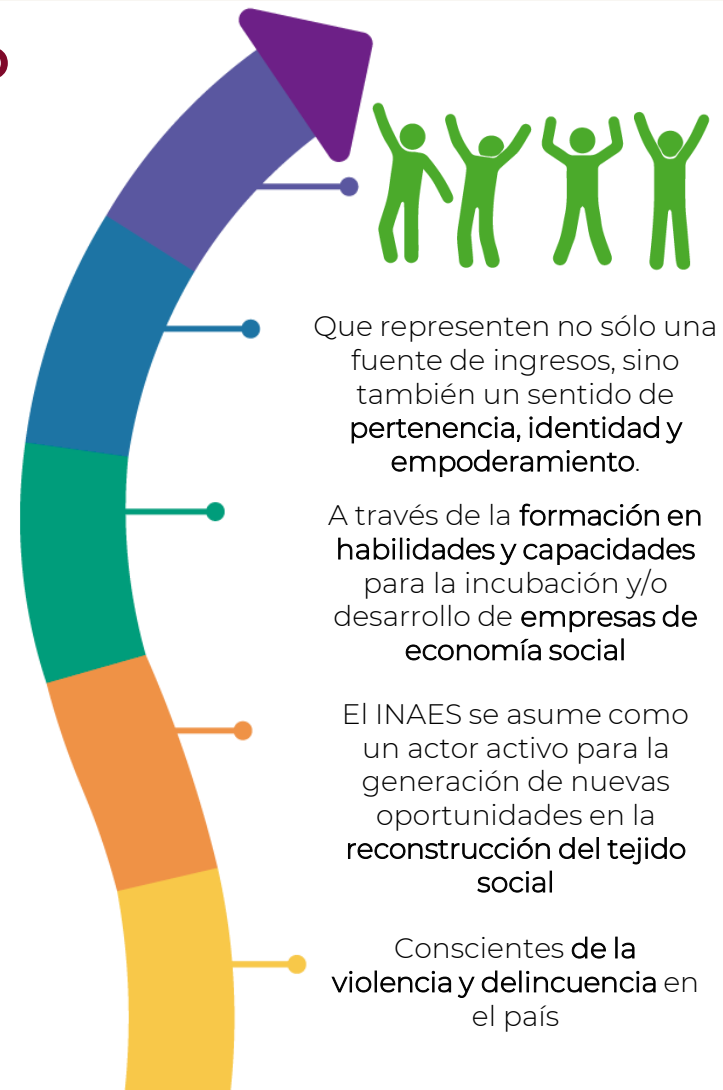 Que representen no sólo una
fuente de ingresos, sino
también un sentido de
pertenencia, identidad y
empoderamiento.
A través de la formación en
habilidades y capacidades
para la incubación y/o
desarrollo de empresas de
economía social
El INAES se asume como
un actor activo para la
generación de nuevas
oportunidades en la
reconstrucción del tejido
social
Conscientes de la
violencia y delincuencia en
el país